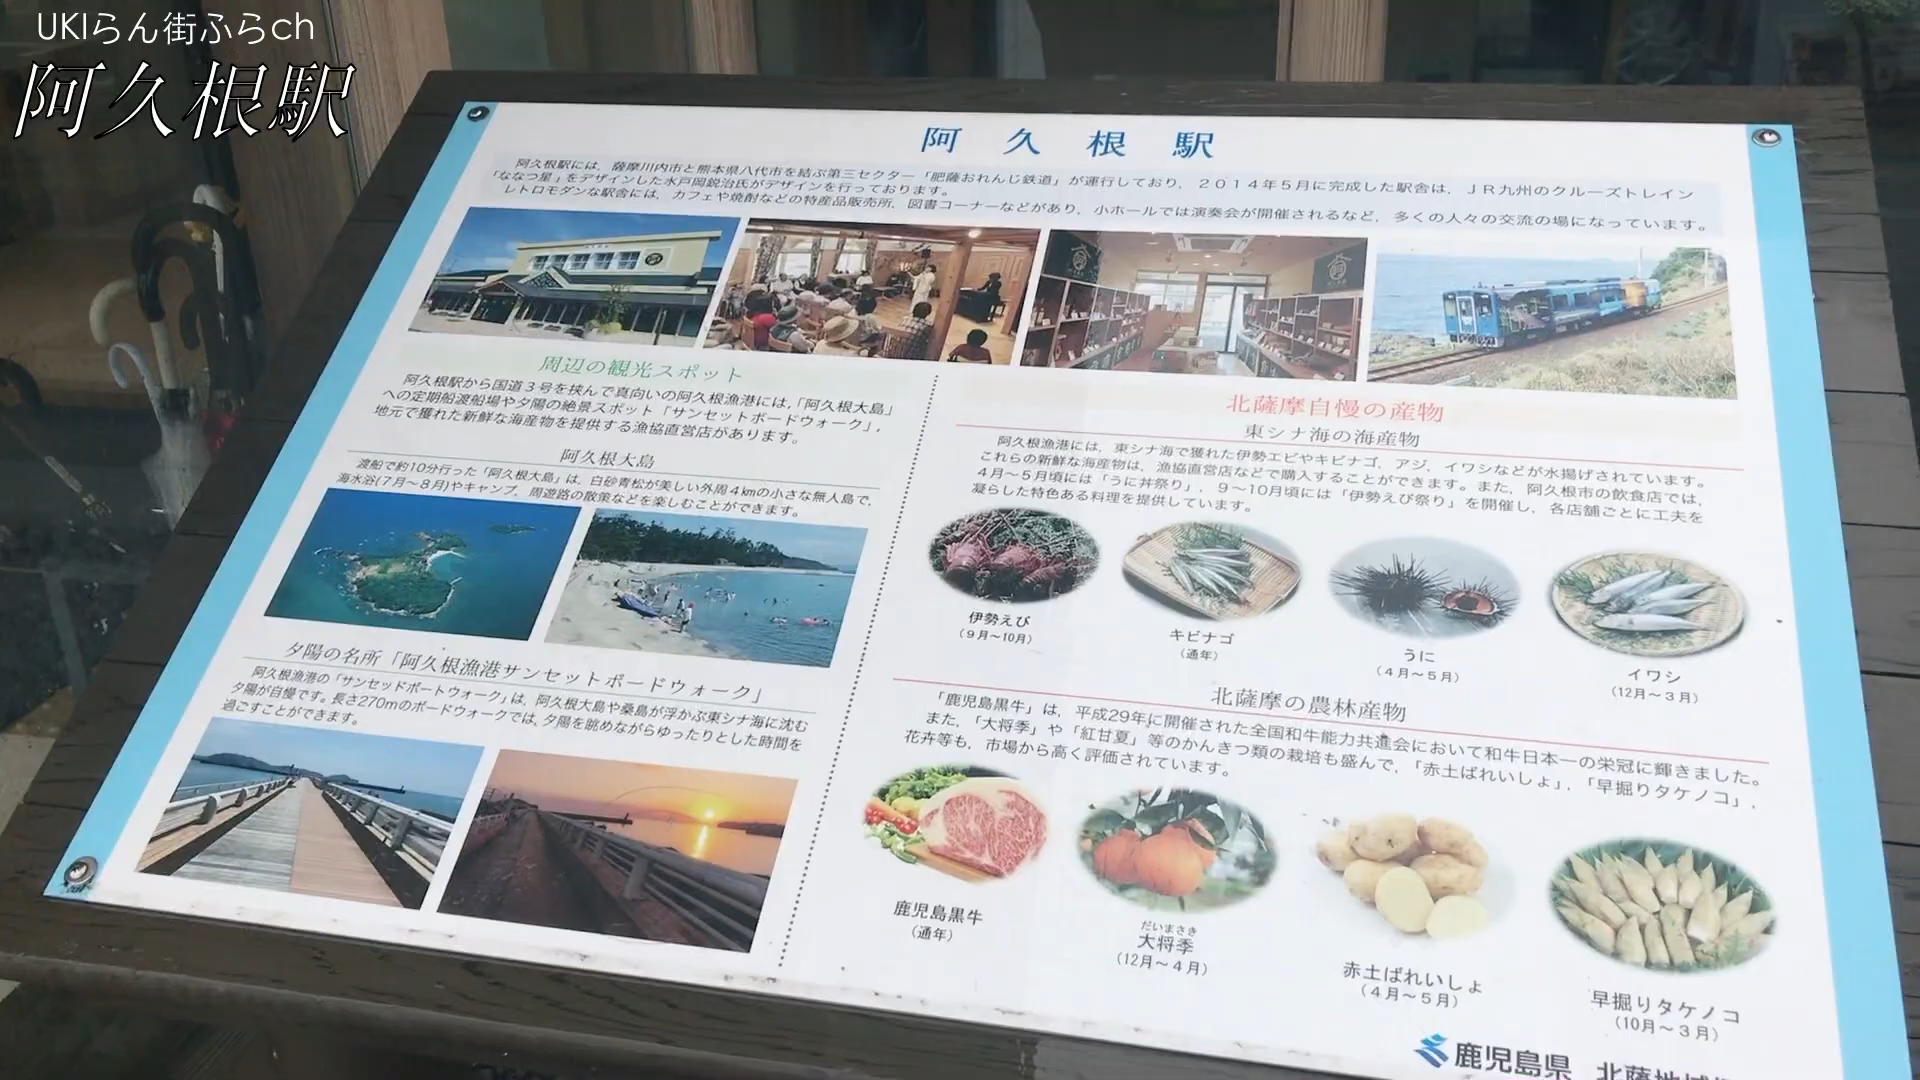 UKIらん街ふらch
阿久根駅
阿久根駅
阿久根駅には、薩摩川内市と熊本県八代市を結ぶ第三セクター「肥薩おれんじ鉄道」が運行しており、2014年5月に完成した駅舎は、JR九州のクルーズトレイン
「ななつ星」をデザインした水戸岡鋭治氏がデザインを行っております。
レトロモダンな駅舎には、カフェや焼酎などの特産品販売所、図書コーナーなどがあり、小ホールでは演奏会が開催されるなど、多くの人々の交流の場になっています。
周辺の観光スポット
阿久根駅から国道3号を挟んで真向いの阿久根漁港には、「阿久根大島」
への定期船渡船場や夕陽の絶景スポット「サンセットボードウォーク」、
地元で獲れた新鮮な海産物を提供する漁協直営店があります。
阿久根大島
渡船で約10分行った「阿久根大島」は、白砂青松が美しい外周4kmの小さな無人島で、
海水浴(7月～8月)やキャンプ、周遊路の散策などを楽しむことができます。
夕陽の名所「阿久根漁港サンセットボードウォーク」
阿久根漁港の「サンセッドボートウォーク」は、阿久根大島や桑島が浮かぶ東シナ海に沈む
夕陽が自慢です。長さ270mのボードウォークでは、夕陽を眺めながらゆったりとした時間を
過ごすことができます。
北薩摩自慢の産物
東シナ海の海産物
阿久根漁港には、東シナ海で獲れた伊勢エビやキビナゴ、アジ、イワシなどが水揚げされています。
これらの新鮮な海産物は、漁協直営店などで購入することができます。また、阿久根市の飲食店では、
4月～5月頃には「うに丼祭り」、9～10月頃には「伊勢えび祭り」を開催し、各店舗ごとに工夫を
凝らした特色ある料理を提供しています。
伊勢えび
(9月～10月)
キビナゴ
(通年)
うに
(4月～5月)
イワシ
(12月～3月)
北薩摩の農林産物
「鹿児島黒牛」は、平成29年に開催された全国和牛能力共進会において和牛日本一の栄冠に輝きました。
また、「大将季」や「紅甘夏」等のかんきつ類の栽培も盛んで、「赤土ばれいしょ」、「早掘りタケノコ」、
花卉等も、市場から高く評価されています。
鹿児島黒牛
(通年)
だいまさき
大将季
(12月～4月)
赤土ばれいしょ
(4月～5月)
早掘りタケノコ
(10月～3月)
鹿児島県 北薩地域